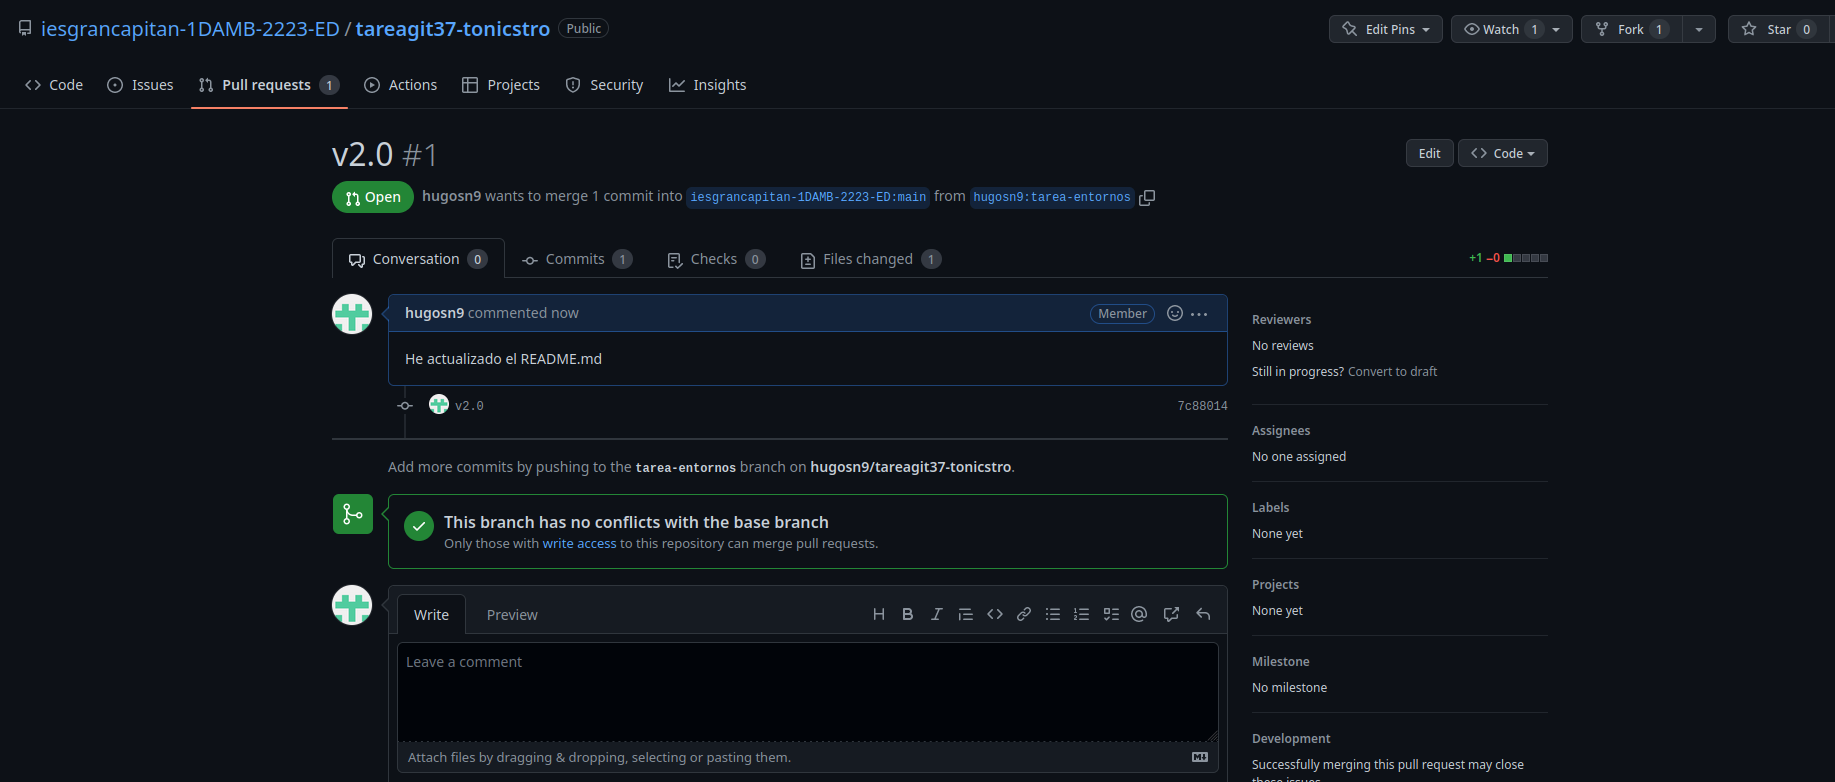 iesgrancapitan-1DAMB-2223-ED / tareagit37-tonicstro Public
Edit Pins Watch 1 Fork 1 Star 0
Code Issues Pull requests 1 Actions Projects Security Insights
v2.0 #1
Edit Code
Open hugosn9 wants to merge 1 commit into iesgrancapitan-1DAMB-2223-ED:main from hugosn9:tarea-entornos
Conversation 0 Commits 1 Checks 0 Files changed 1
+1 −0
hugosn9 commented now
Member
He actualizado el README.md
v2.0 7c88014
Add more commits by pushing to the tarea-entornos branch on hugosn9/tareagit37-tonicstro.
This branch has no conflicts with the base branch
Only those with write access to this repository can merge pull requests.
Write Preview
Leave a comment
Attach files by dragging & dropping, selecting or pasting them.
Reviewers
No reviews
Still in progress? Convert to draft
Assignees
No one assigned
Labels
None yet
Projects
None yet
Milestone
No milestone
Development
Successfully merging this pull request may close
these issues.